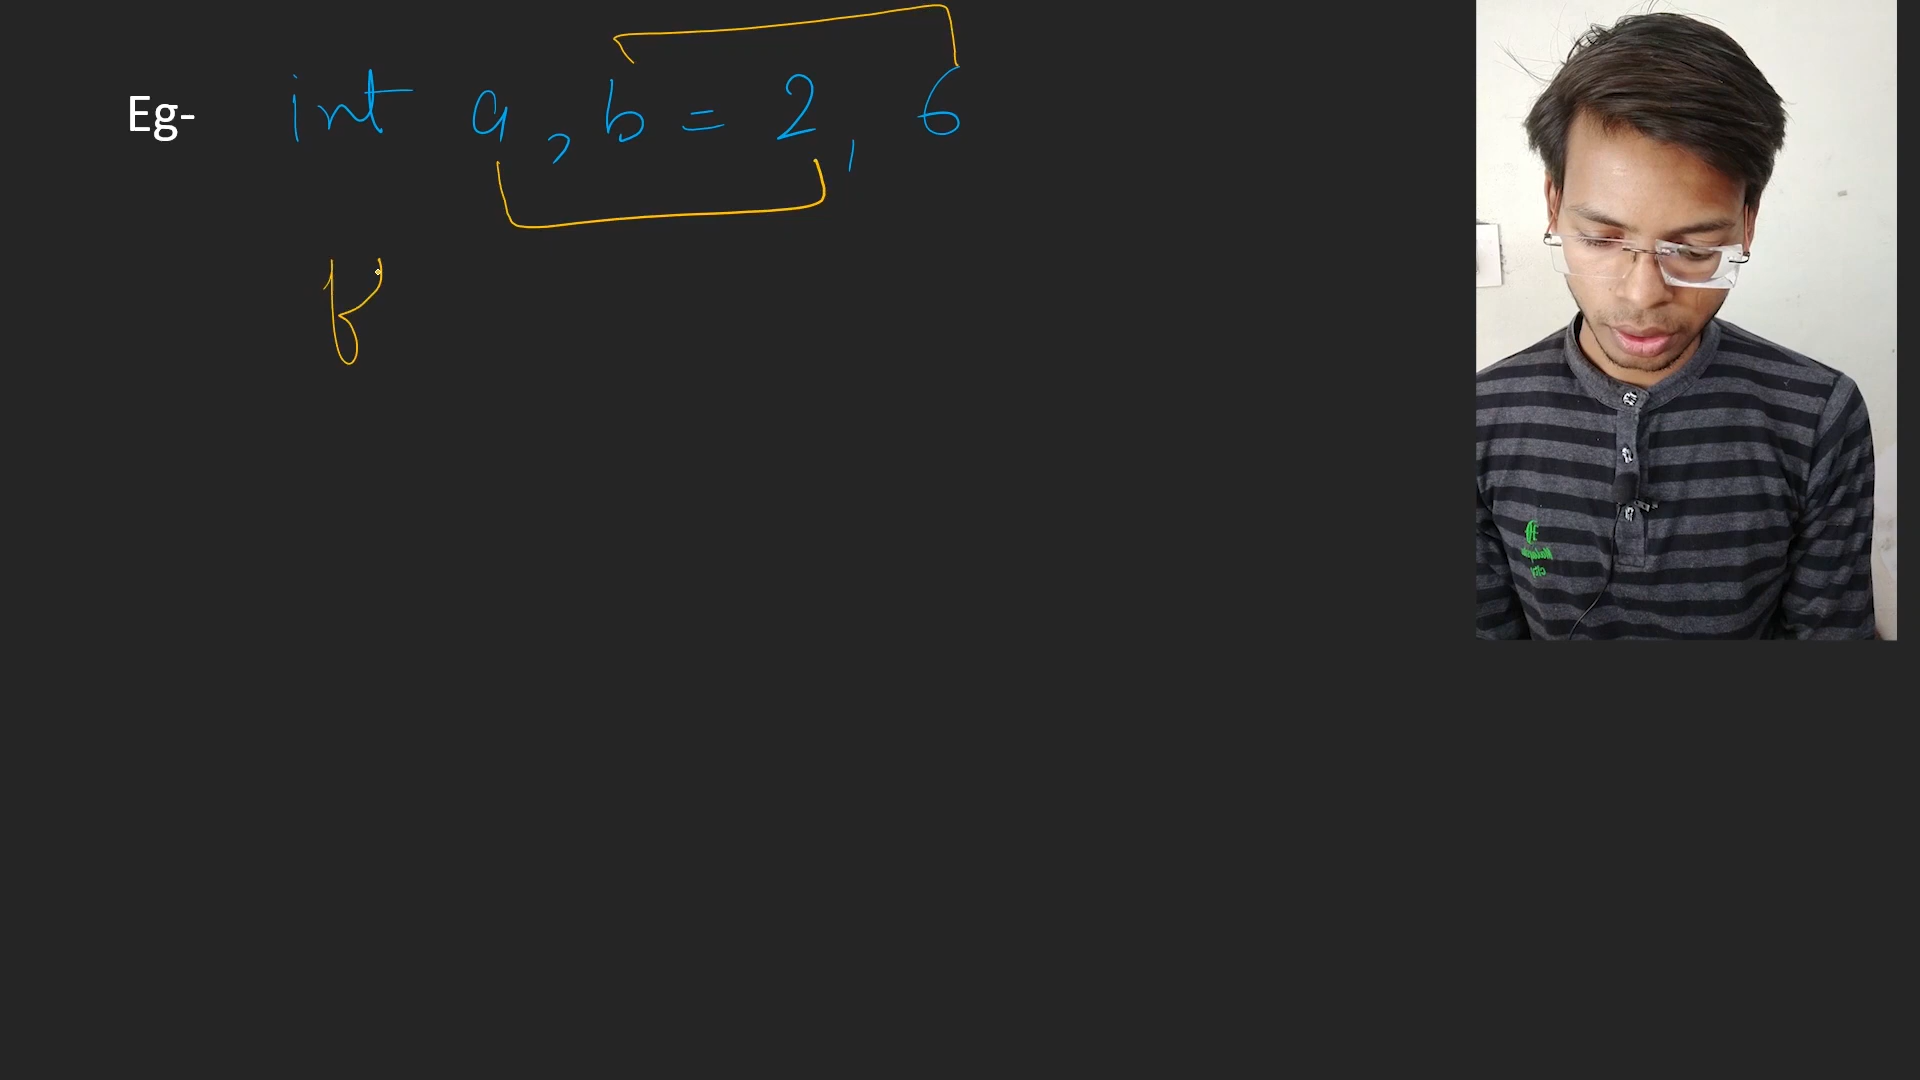 Eg- int a, b = 2, 6
f